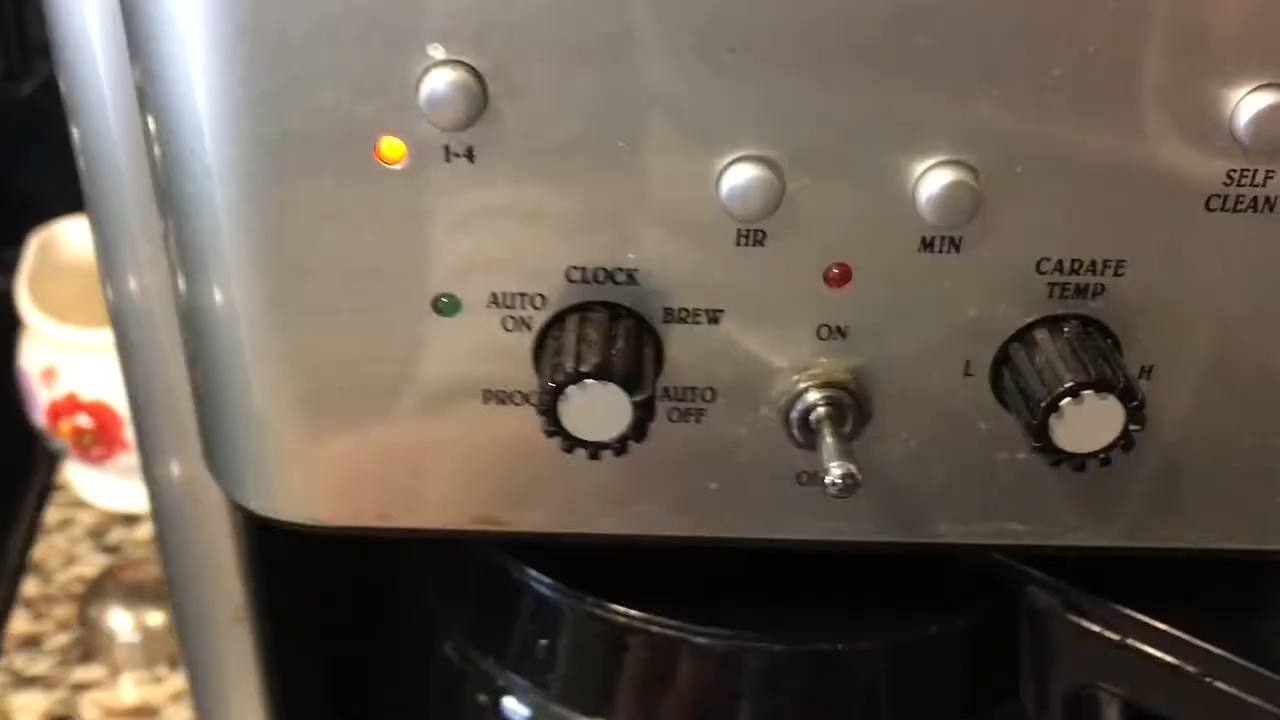 1-4
HR
MIN
SELF
CLEAN
CLOCK
AUTO
ON
BREW
AUTO
OFF
ON
CARAFE
TEMP
L
H